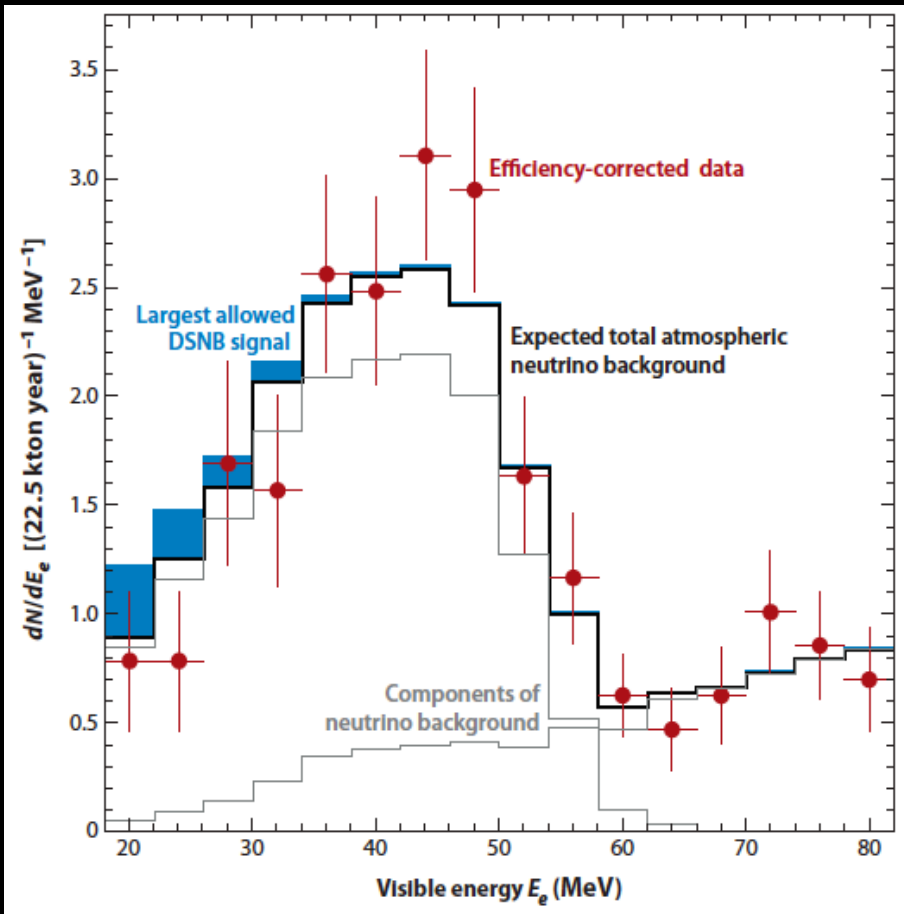 3.5
3.0
2.5
2.0
1.5
1.0
0.5
0
dN/dEe [(22.5 kton year)−1 MeV−1]
Efficiency-corrected data
Largest allowed
DSNB signal
Expected total atmospheric
neutrino background
Components of
neutrino background
20 30 40 50 60 70 80
Visible energy Ee (MeV)